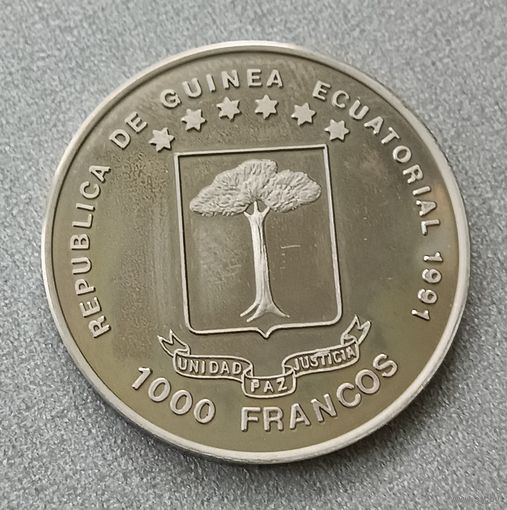 REPUBLICA DE GUINEA ECUATORIAL 1991
UNIDAD PAZ JUSTICIA
1000 FRANCOS